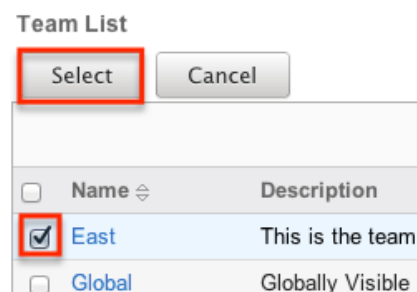 Team List
Select Cancel
Name Description
East This is the team
Global Globally Visible